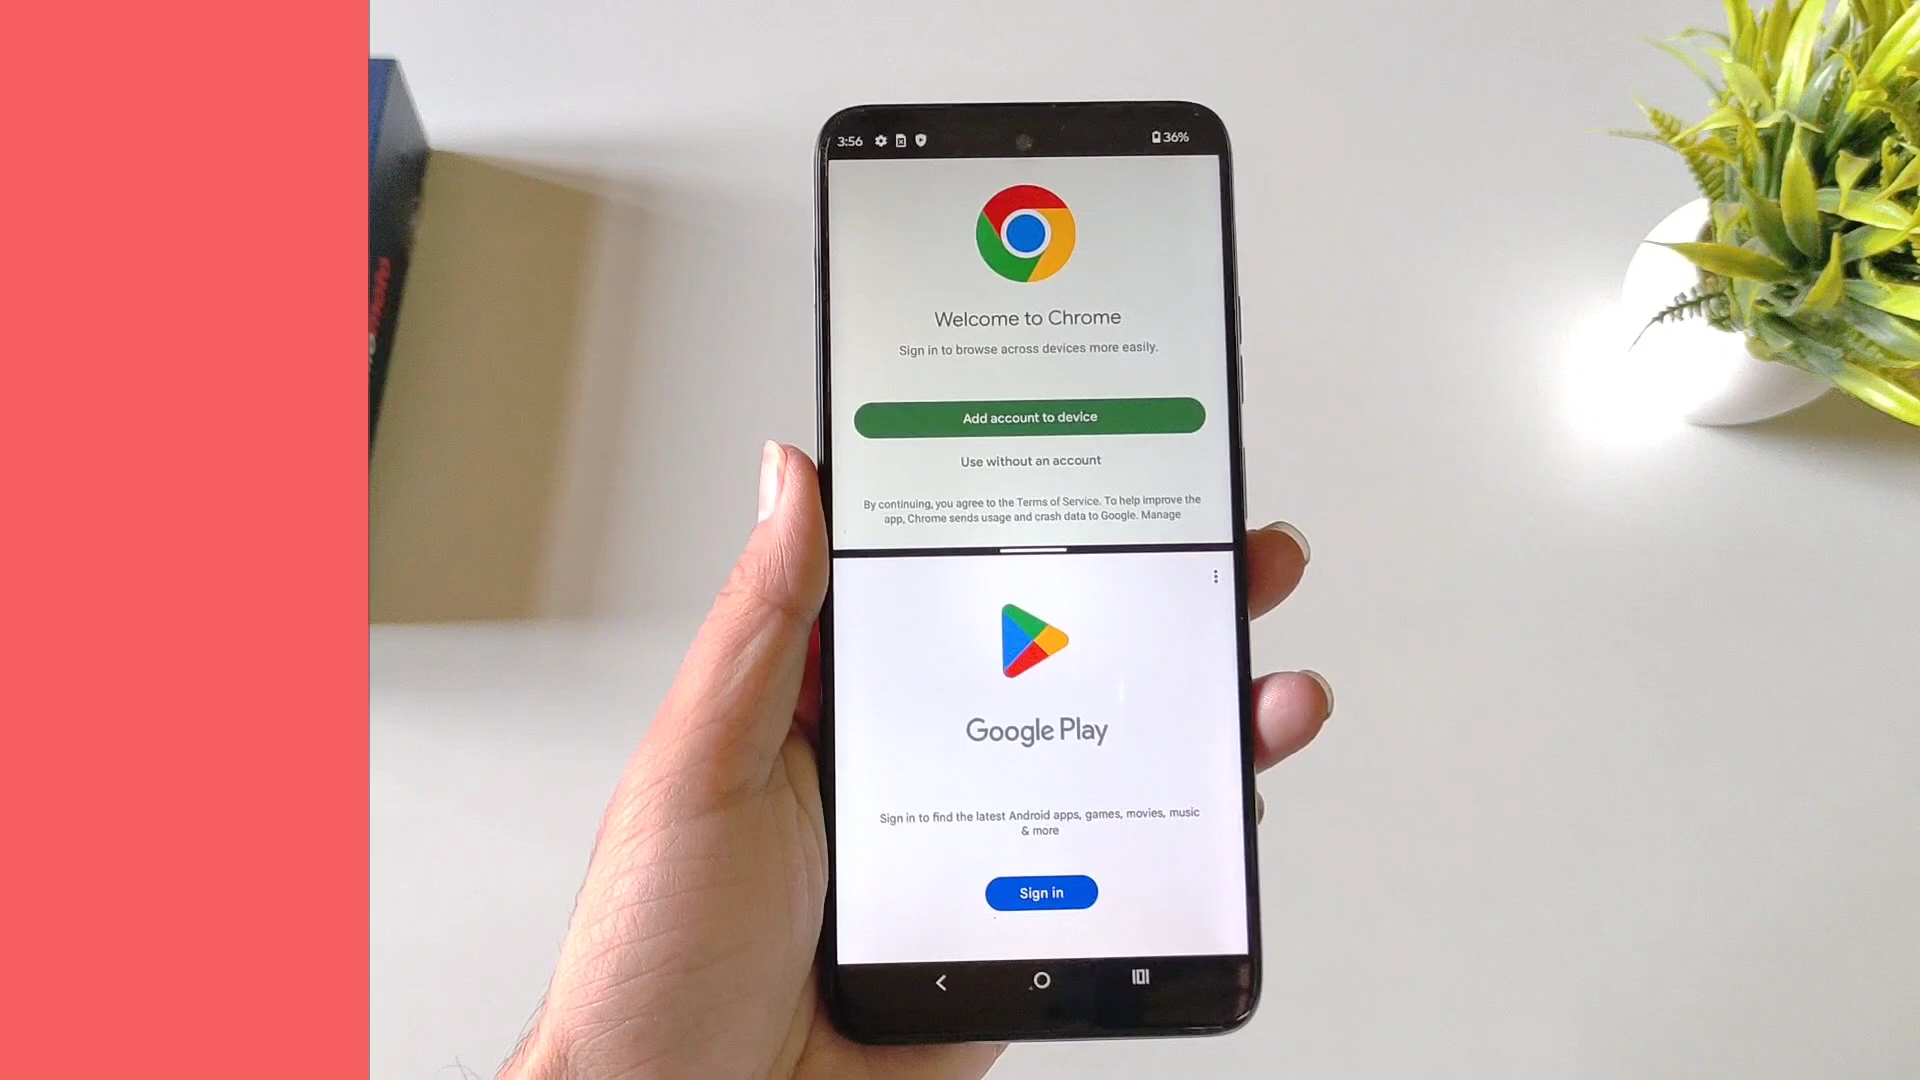 3:56
36%
Welcome to Chrome
Sign in to browse across devices more easily.
Add account to device
Use without an account
By continuing, you agree to the Terms of Service. To help improve the
app, Chrome sends usage and crash data to Google. Manage
Google Play
Sign in to find the latest Android apps, games, movies, music
& more
Sign in